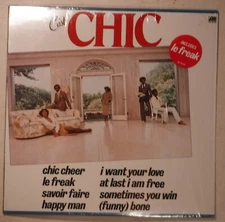 C'est
CHIC
INCLUDES
le freak
chic cheer
le freak
savoir faire
happy man
i want your love
at last i am free
sometimes you win
(funny) bone